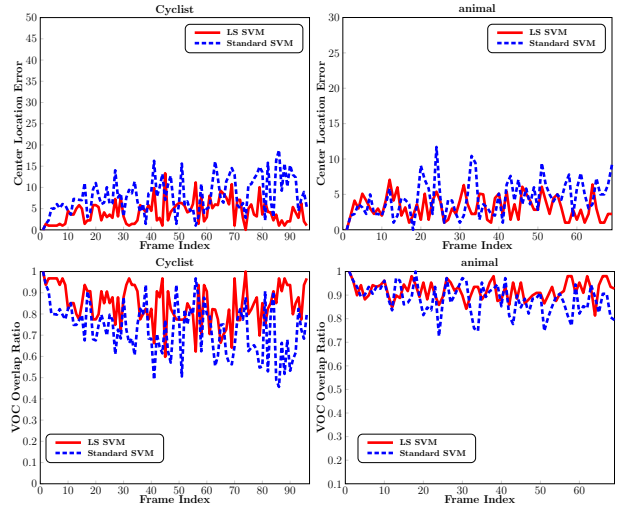 Cyclist
50
45
40
35
30
25
20
15
10
5
0
0 10 20 30 40 50 60 70 80 90
Center Location Error
Frame Index
LS SVM
Standard SVM
animal
30
25
20
15
10
5
0
0 10 20 30 40 50 60
Center Location Error
Frame Index
LS SVM
Standard SVM
Cyclist
1
0.9
0.8
0.7
0.6
0.5
0.4
0.3
0.2
0.1
0
0 10 20 30 40 50 60 70 80 90
VOC Overlap Ratio
Frame Index
LS SVM
Standard SVM
animal
1
0.9
0.8
0.7
0.6
0.5
0.4
0.3
0.2
0.1
0 10 20 30 40 50 60
VOC Overlap Ratio
Frame Index
LS SVM
Standard SVM